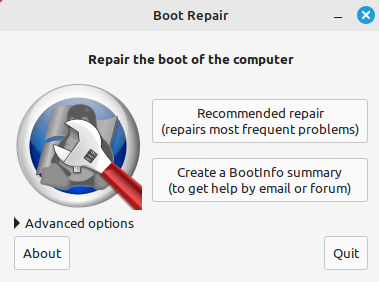 Boot Repair
Repair the boot of the computer
Recommended repair
(repairs most frequent problems)
Create a BootInfo summary
(to get help by email or forum)
Advanced options
About
Quit